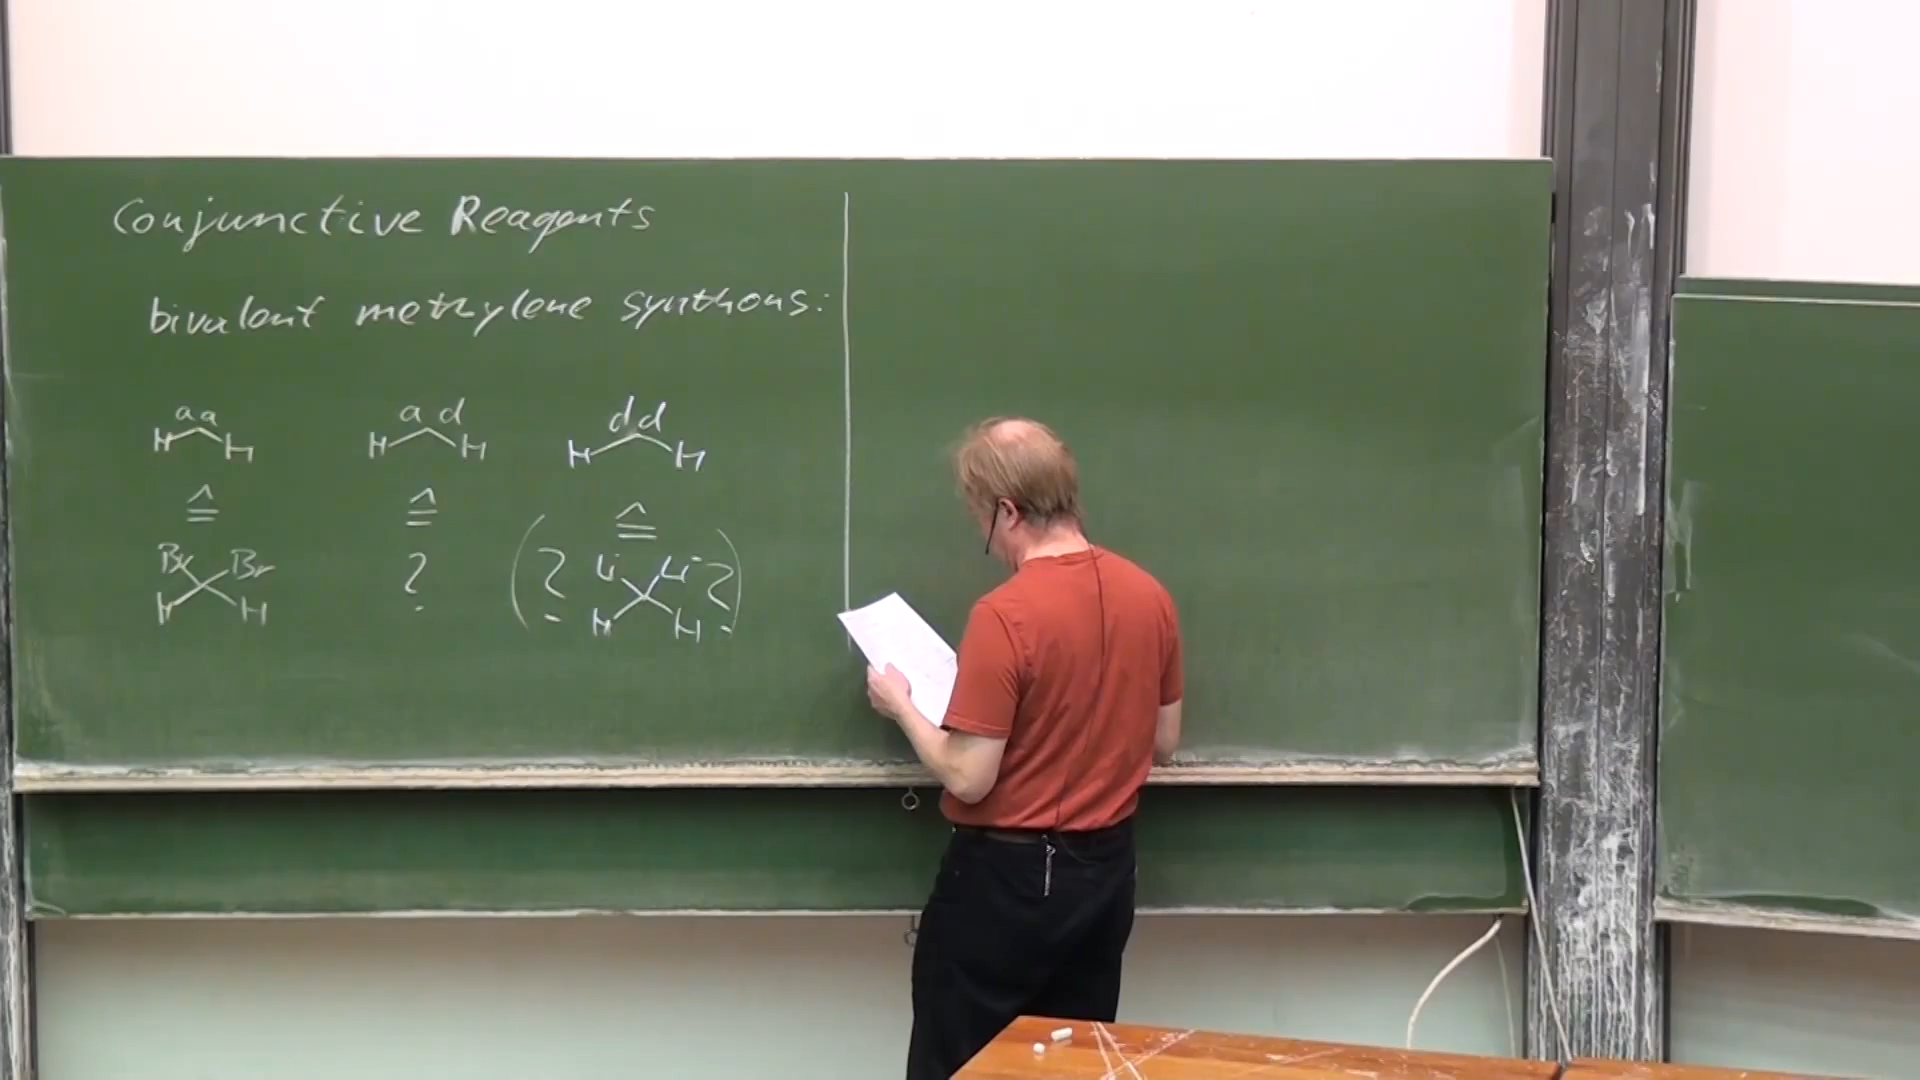 Conjunctive Reagents
bivalent methylene synthons:
aa ad dd
H H H H H H
≙ ≙ ≙
Br Br ? (? Li Li ?)
H H H H